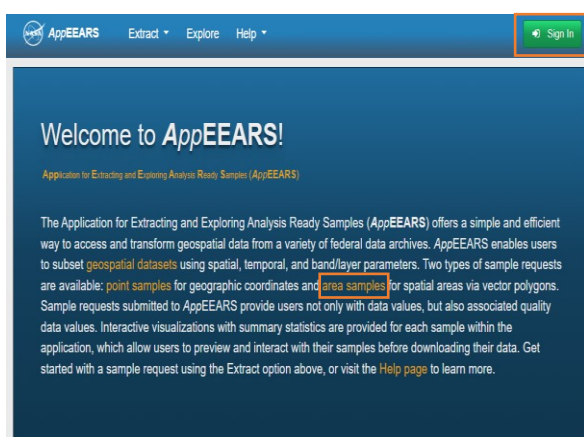 NASA AppEEARS Extract Explore Help Sign In
Welcome to AppEEARS!
Application for Extracting and Exploring Analysis Ready Samples (AppEEARS)
The Application for Extracting and Exploring Analysis Ready Samples (AppEEARS) offers a simple and efficient
way to access and transform geospatial data from a variety of federal data archives. AppEEARS enables users
to subset geospatial datasets using spatial, temporal, and band/layer parameters. Two types of sample requests
are available: point samples for geographic coordinates and area samples for spatial areas via vector polygons.
Sample requests submitted to AppEEARS provide users not only with data values, but also associated quality
data values. Interactive visualizations with summary statistics are provided for each sample within the
application, which allow users to preview and interact with their samples before downloading their data. Get
started with a sample request using the Extract option above, or visit the Help page to learn more.